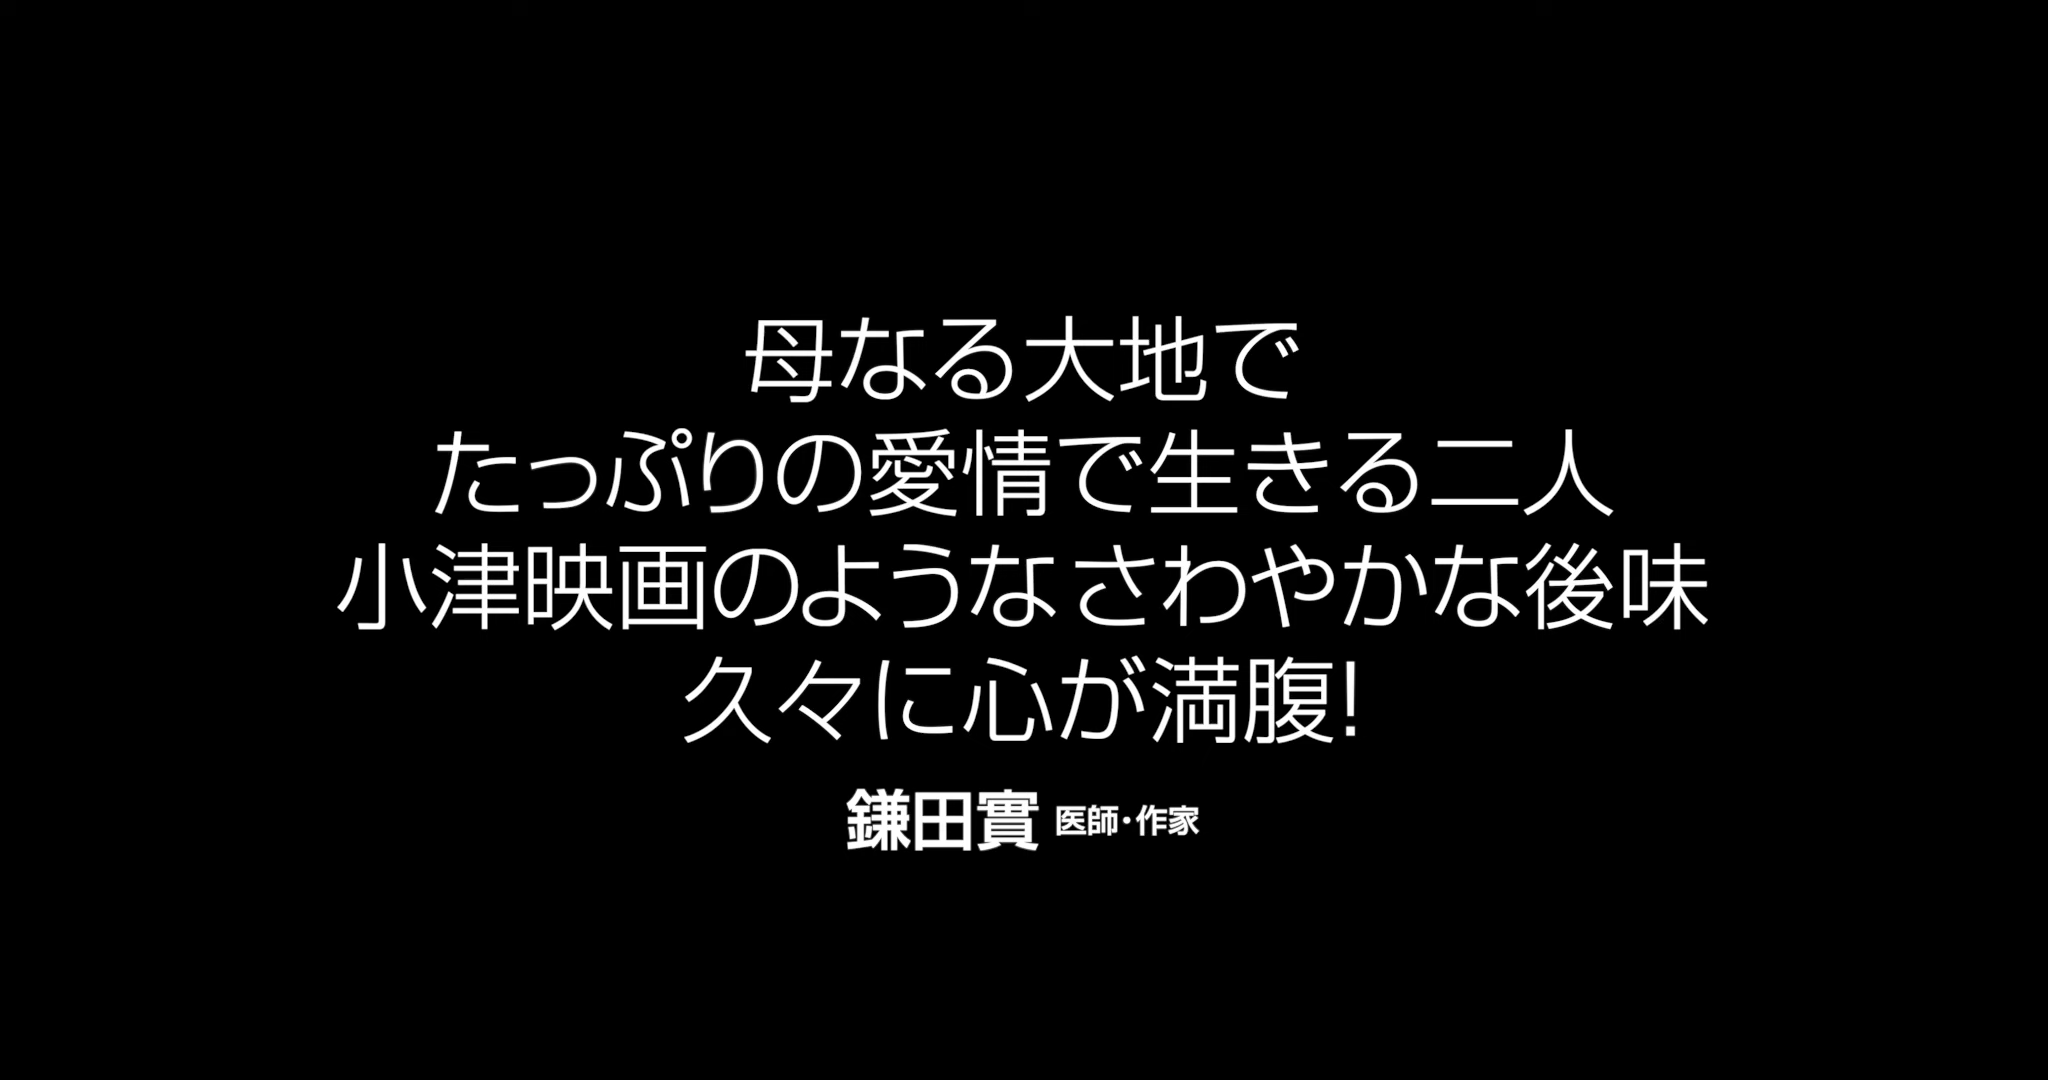 母なる大地で
たっぷりの愛情で生きる二人
小津映画のような さわやかな後味
久々に心が満腹!
鎌田實 医師・作家